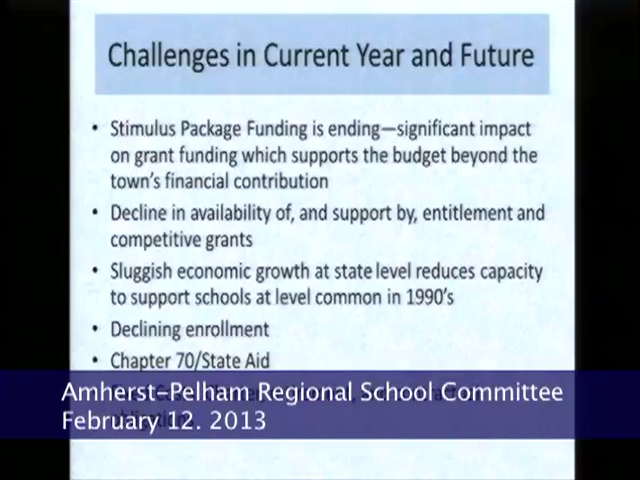 Challenges in Current Year and Future
• Stimulus Package Funding is ending—significant impact
on grant funding which supports the budget beyond the
town's financial contribution
• Decline in availability of, and support by, entitlement and
competitive grants
• Sluggish economic growth at state level reduces capacity
to support schools at level common in 1990's
• Declining enrollment
• Chapter 70/State Aid
Amherst-Pelham Regional School Committee
February 12. 2013